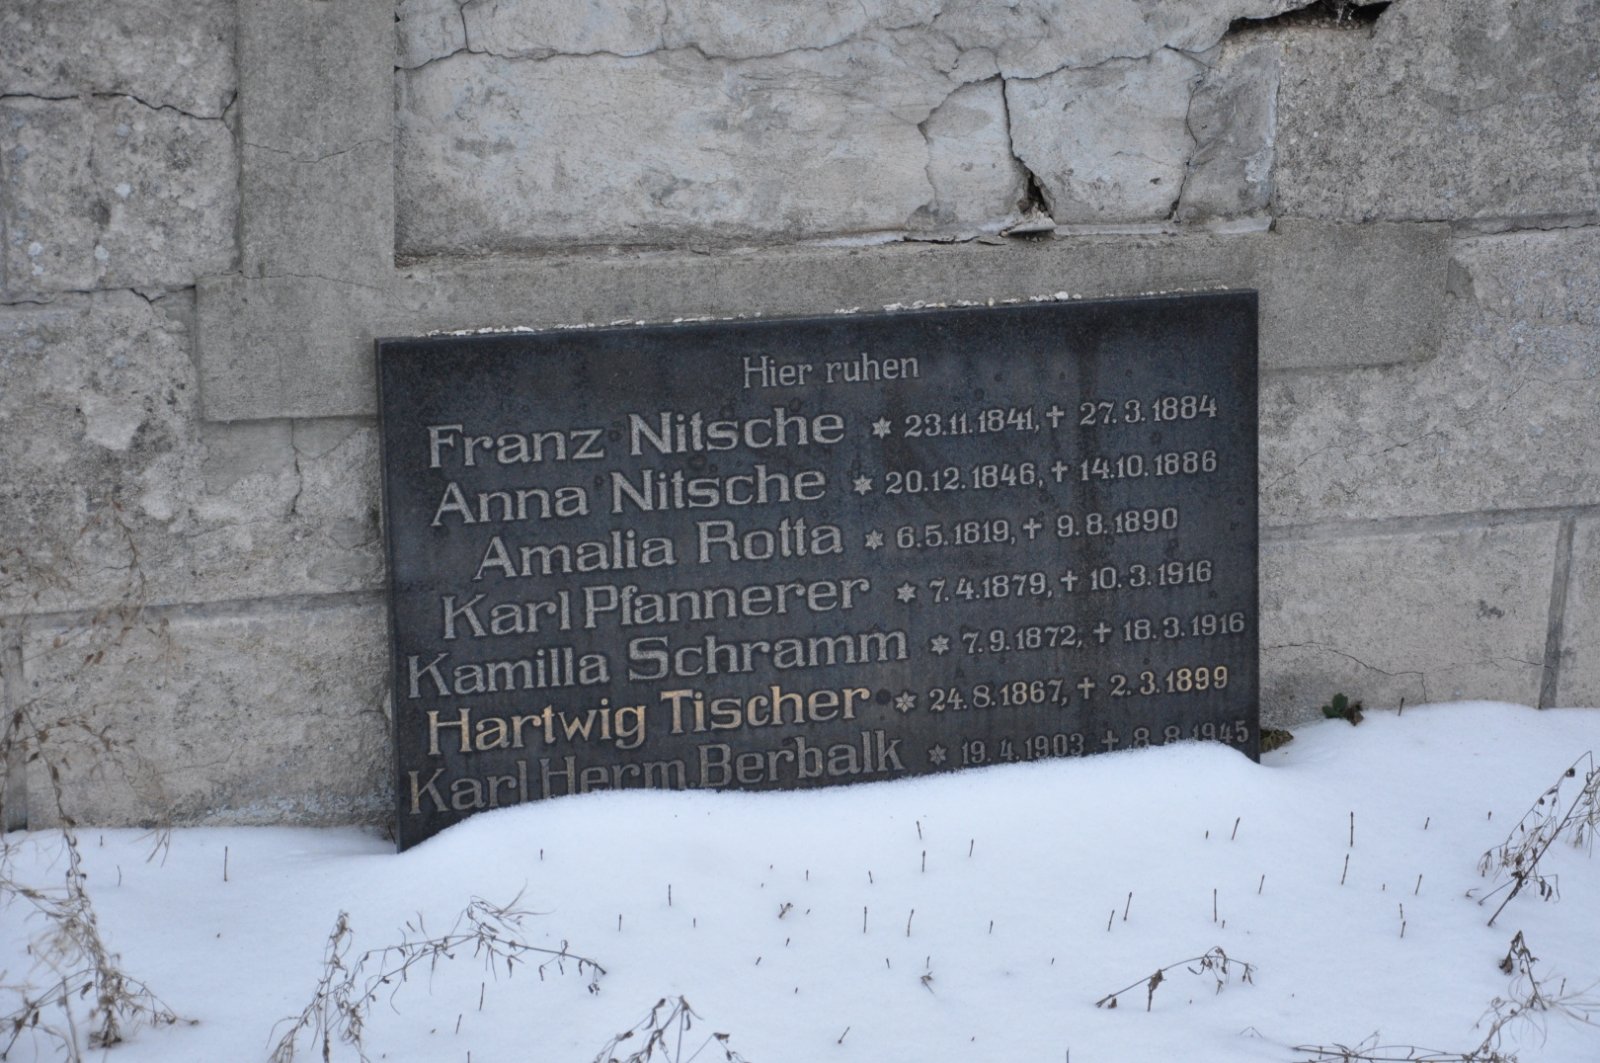 Hier ruhen
Franz Nitsche * 23.11.1841, ✝ 27.3.1884
Anna Nitsche * 20.12.1846, ✝ 14.10.1886
Amalia Rotta * 6.5.1819, ✝ 9.8.1890
Karl Pfannerer * 7.4.1879, ✝ 10.3.1916
Kamilla Schramm * 7.9.1872, ✝ 18.3.1916
Hartwig Tischer * 24.8.1867, ✝ 2.3.1899
Karl Herm. Berbalk * 19.4.1903, ✝ 8.8.1945